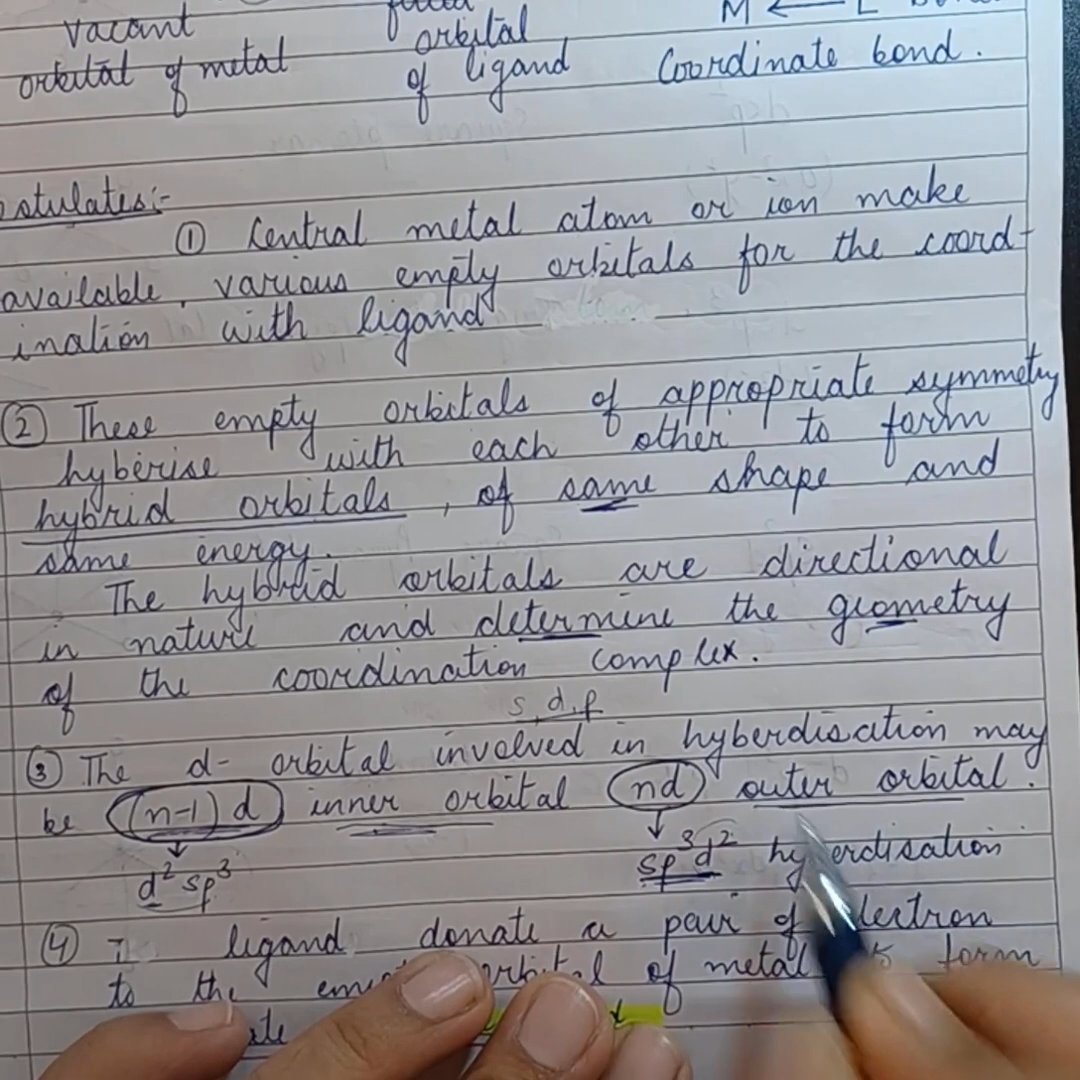 vacant orbital
orbital of metal of ligand Coordinate bond.
ostulates:-
① Central metal atom or ion make
available, various empty orbitals for the coord-
ination with ligand
② These empty orbitals of appropriate symmetry
hyberise with each other to form
hybrid orbitals, of same shape and
same energy.
The hybrid orbitals are directional
in nature and determine the geometry
of the coordination complex.
s, d, p
③ The d- orbital involved in hyberdisation may
be (n-1) d inner orbital nd outer orbital.
d² sp³ sp³d²
④ ligand donate a pair of
to the of metal form